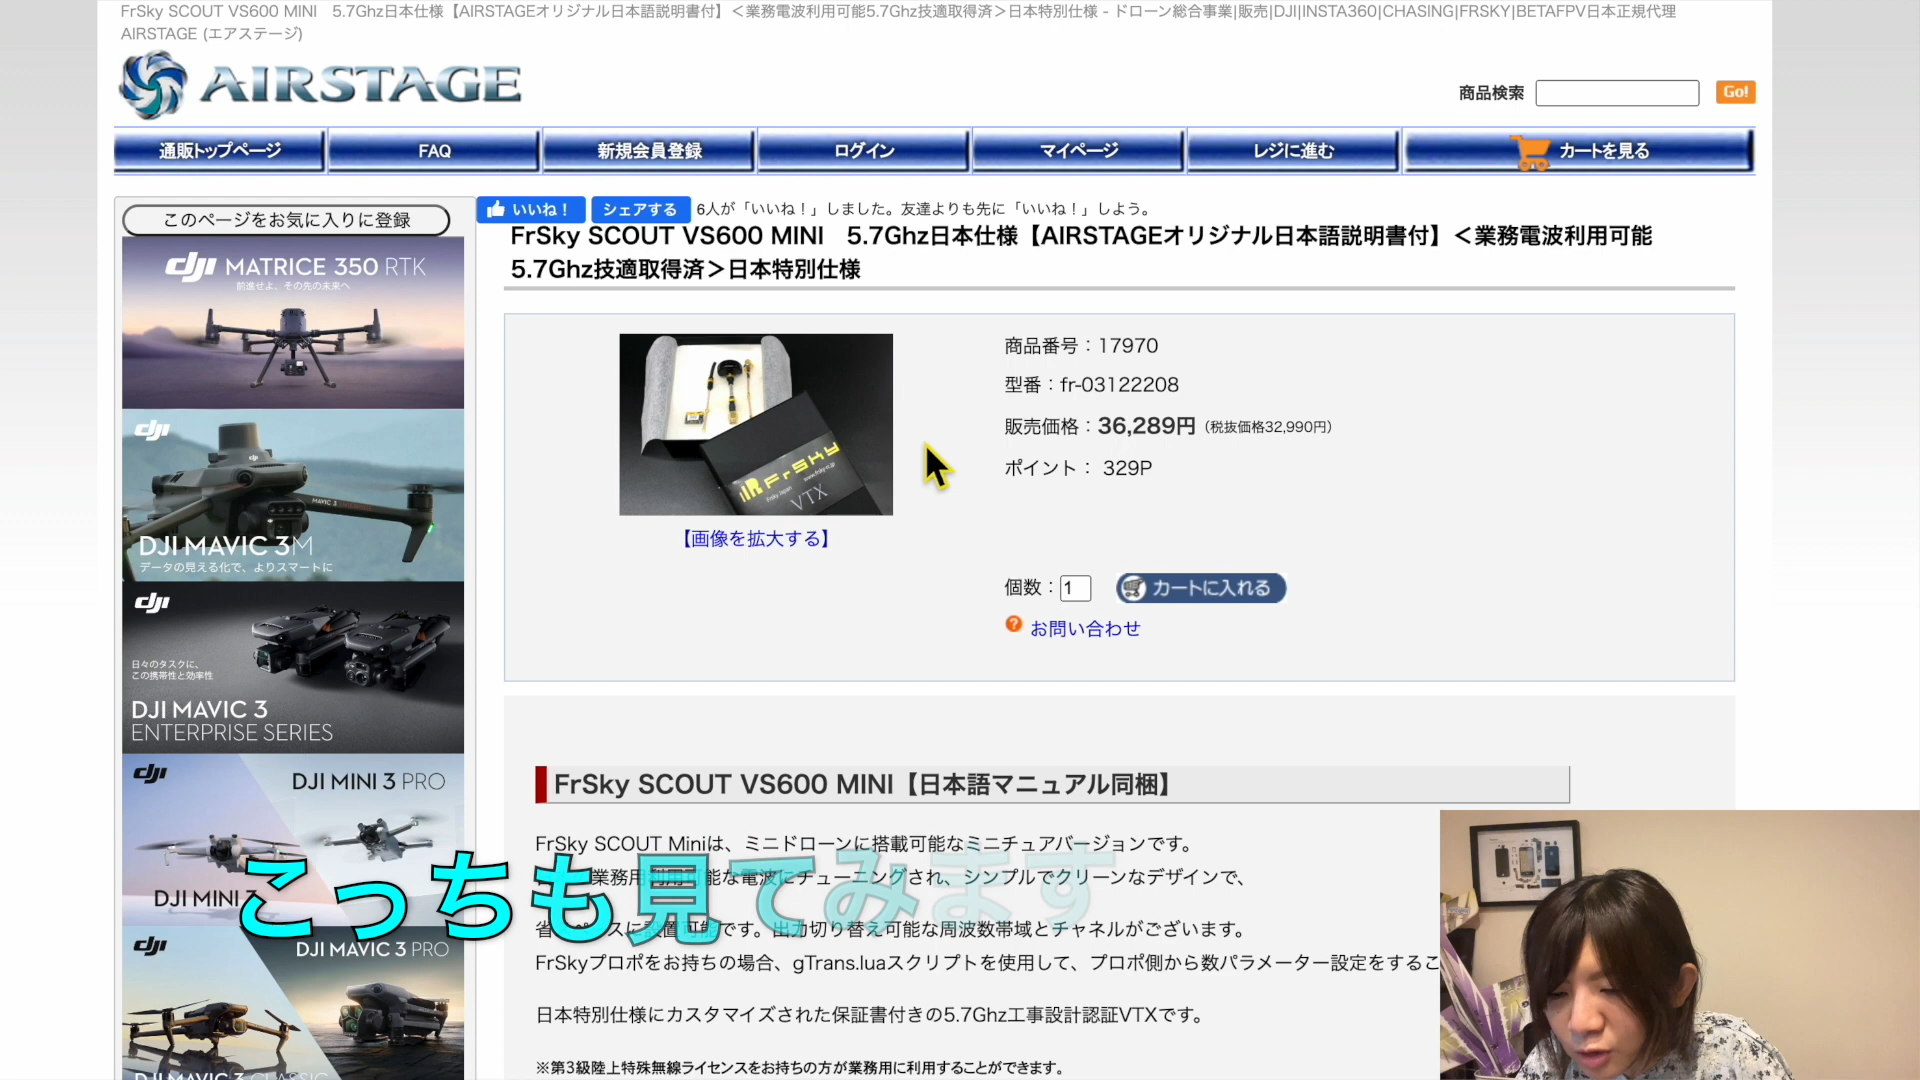 FrSky SCOUT VS600 MINI　5.7Ghz日本仕様【AIRSTAGEオリジナル日本語説明書付】＜業務電波利用可能5.7Ghz技適取得済＞日本特別仕様 - ドローン総合事業|販売|DJI|INSTA360|CHASING|FRSKY|BETAFPV日本正規代理
AIRSTAGE (エアステージ)
AIRSTAGE
商品検索 Go!
通販トップページ FAQ 新規会員登録 ログイン マイページ レジに進む カートを見る
このページをお気に入りに登録
いいね！ シェアする 6人が「いいね！」しました。友達よりも先に「いいね！」しよう。
FrSky SCOUT VS600 MINI　5.7Ghz日本仕様【AIRSTAGEオリジナル日本語説明書付】＜業務電波利用可能
5.7Ghz技適取得済＞日本特別仕様
dji MATRICE 350 RTK
前進せよ、その先の未来へ
商品番号：17970
型番：fr-03122208
販売価格：36,289円（税抜価格32,990円）
ポイント： 329P
FrSky
VTX
【画像を拡大する】
個数：1 カートに入れる
お問い合わせ
dji
DJI MAVIC 3M
データの見える化で、よりスマートに
dji
日々のタスクに、
この携帯性と効率性
DJI MAVIC 3
ENTERPRISE SERIES
dji
DJI MINI 3 PRO
DJI MINI 3
dji
DJI MAVIC 3 PRO
DJI MAVIC 3 CLASSIC
FrSky SCOUT VS600 MINI【日本語マニュアル同梱】
FrSky SCOUT Miniは、ミニドローンに搭載可能なミニチュアバージョンです。
業務用利用可能な電波にチューニングされ、シンプルでクリーンなデザインで、
省スペースに設置可能です。出力切り替え可能な周波数帯域とチャネルがございます。
FrSkyプロポをお持ちの場合、gTrans.luaスクリプトを使用して、プロポ側から数パラメーター設定をするこ
日本特別仕様にカスタマイズされた保証書付きの5.7Ghz工事設計認証VTXです。
※第3級陸上特殊無線ライセンスをお持ちの方が業務用に利用することができます。
こっちも見てみます